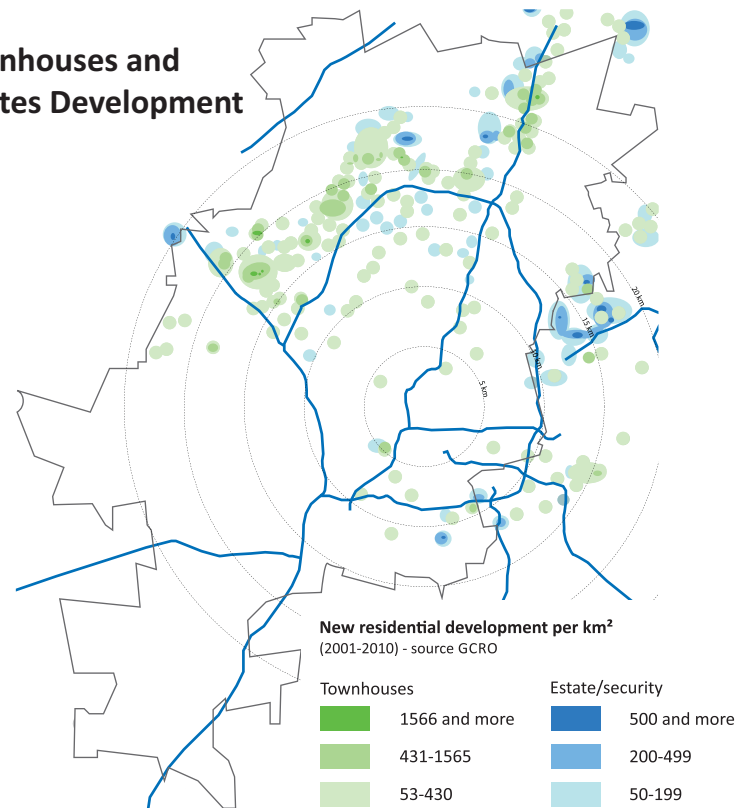 nhouses and
tes Development
20 km
15 km
10 km
5 km
New residential development per km²
(2001-2010) - source GCRO
Townhouses
Estate/security
1566 and more
500 and more
431-1565
200-499
53-430
50-199